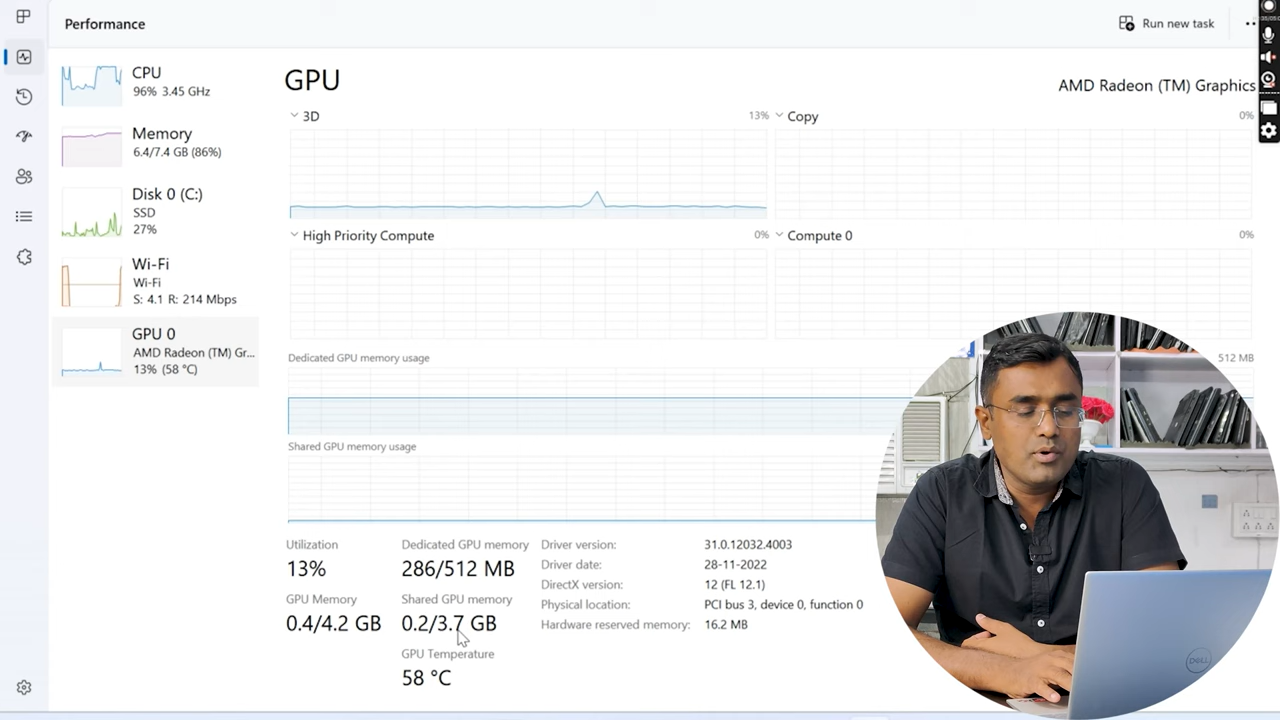 Performance
Run new task
CPU
96% 3.45 GHz
Memory
6.4/7.4 GB (86%)
Disk 0 (C:)
SSD
27%
Wi-Fi
Wi-Fi
S: 4.1 R: 214 Mbps
GPU 0
AMD Radeon (TM) Gr...
13% (58 °C)
GPU
AMD Radeon (TM) Graphics
3D 13%
Copy 0%
High Priority Compute 0%
Compute 0 0%
Dedicated GPU memory usage 512 MB
Shared GPU memory usage
Utilization
13%
Dedicated GPU memory
286/512 MB
GPU Memory
0.4/4.2 GB
Shared GPU memory
0.2/3.7 GB
GPU Temperature
58 °C
Driver version: 31.0.12032.4003
Driver date: 28-11-2022
DirectX version: 12 (FL 12.1)
Physical location: PCI bus 3, device 0, function 0
Hardware reserved memory: 16.2 MB
DELL